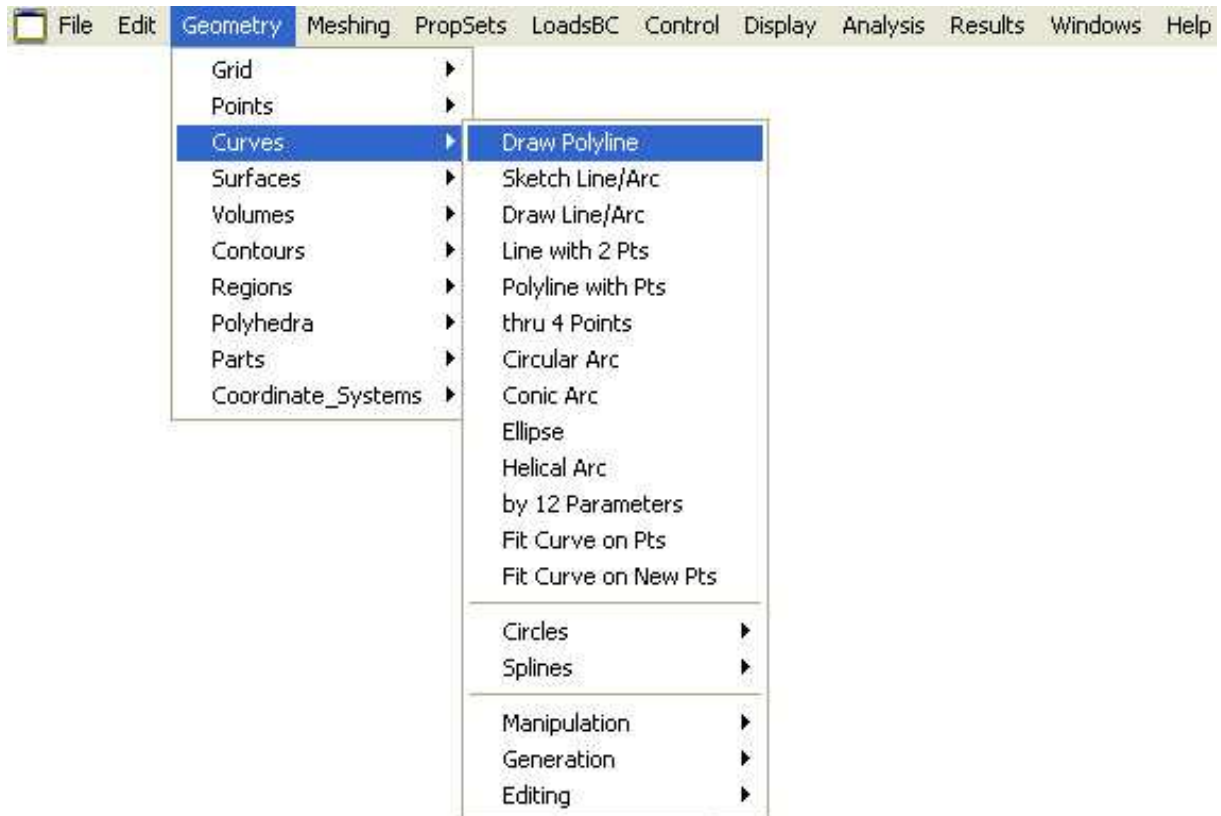 File Edit Geometry Meshing PropSets LoadsBC Control Display Analysis Results Windows Help
Grid
Points
Curves
Surfaces
Volumes
Contours
Regions
Polyhedra
Parts
Coordinate_Systems
Draw Polyline
Sketch Line/Arc
Draw Line/Arc
Line with 2 Pts
Polyline with Pts
thru 4 Points
Circular Arc
Conic Arc
Ellipse
Helical Arc
by 12 Parameters
Fit Curve on Pts
Fit Curve on New Pts
Circles
Splines
Manipulation
Generation
Editing